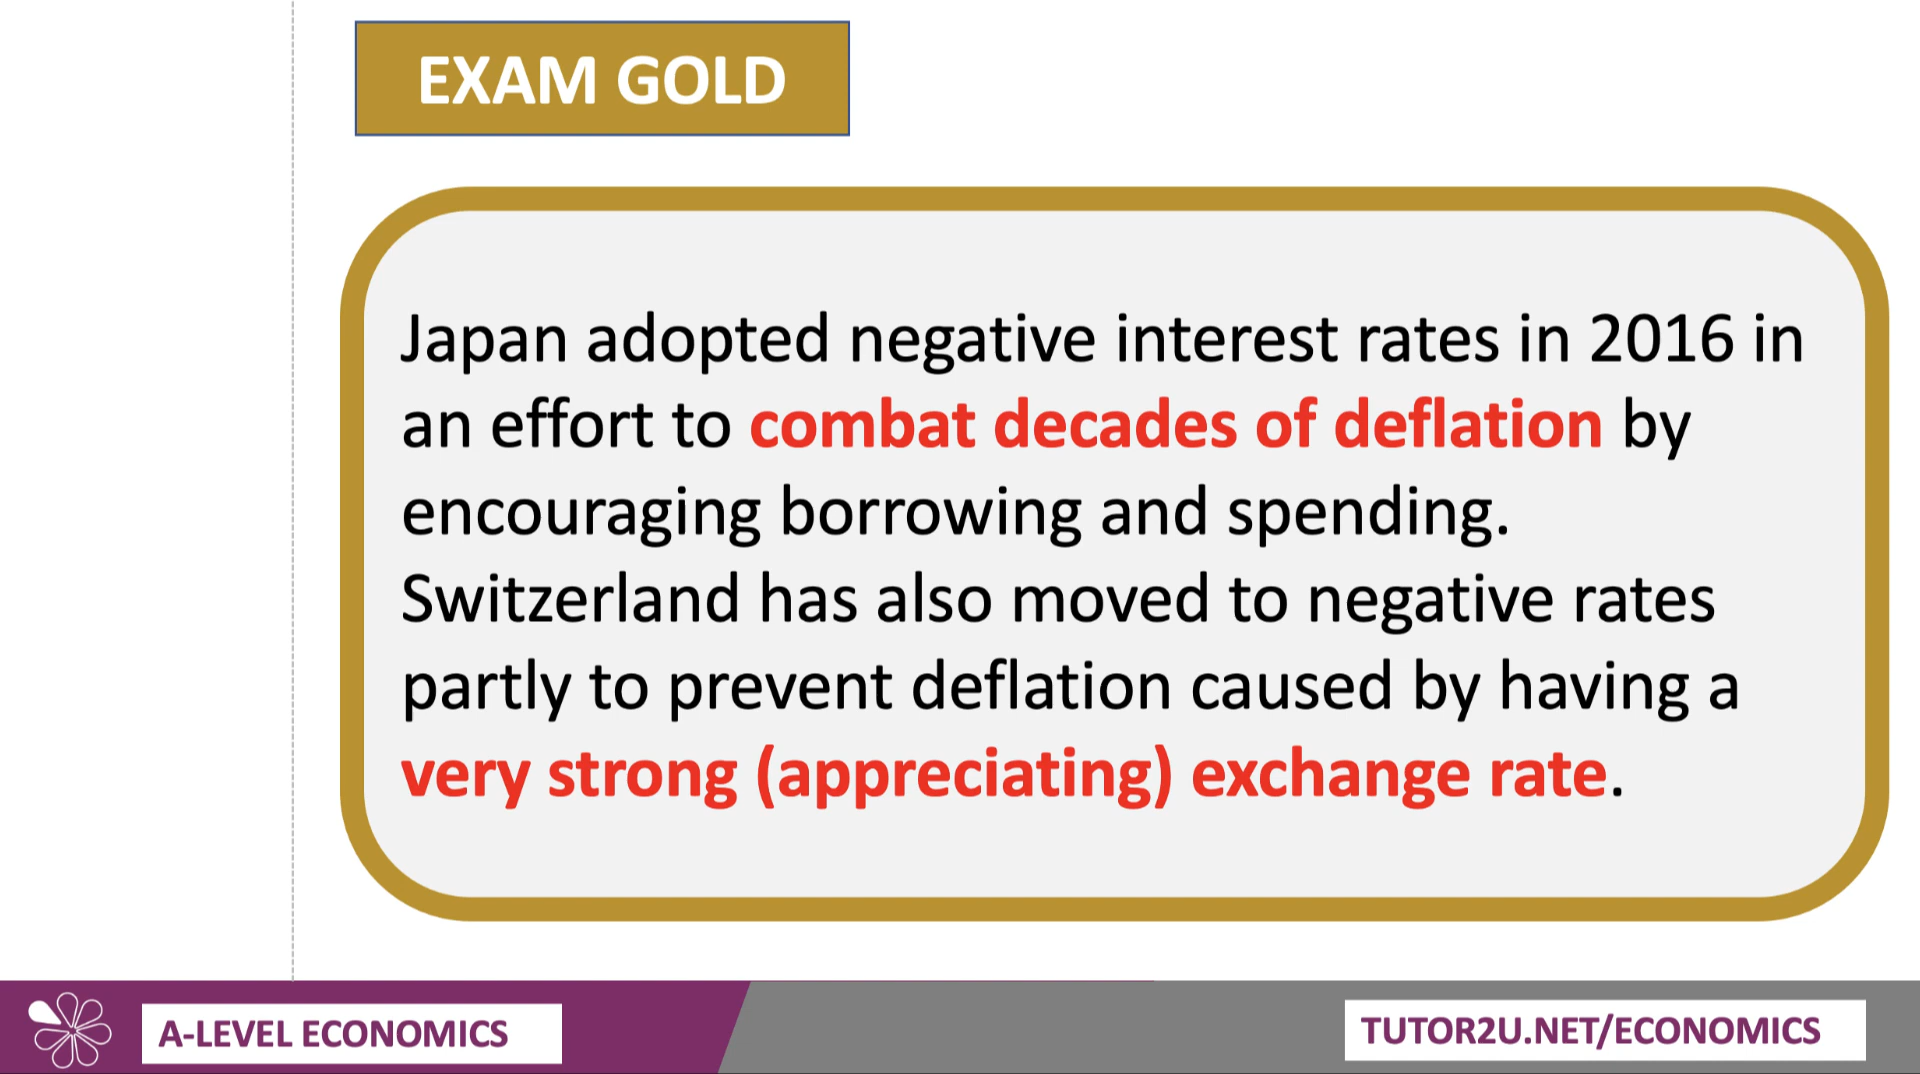 EXAM GOLD
Japan adopted negative interest rates in 2016 in
an effort to combat decades of deflation by
encouraging borrowing and spending.
Switzerland has also moved to negative rates
partly to prevent deflation caused by having a
very strong (appreciating) exchange rate.
A-LEVEL ECONOMICS
TUTOR2U.NET/ECONOMICS